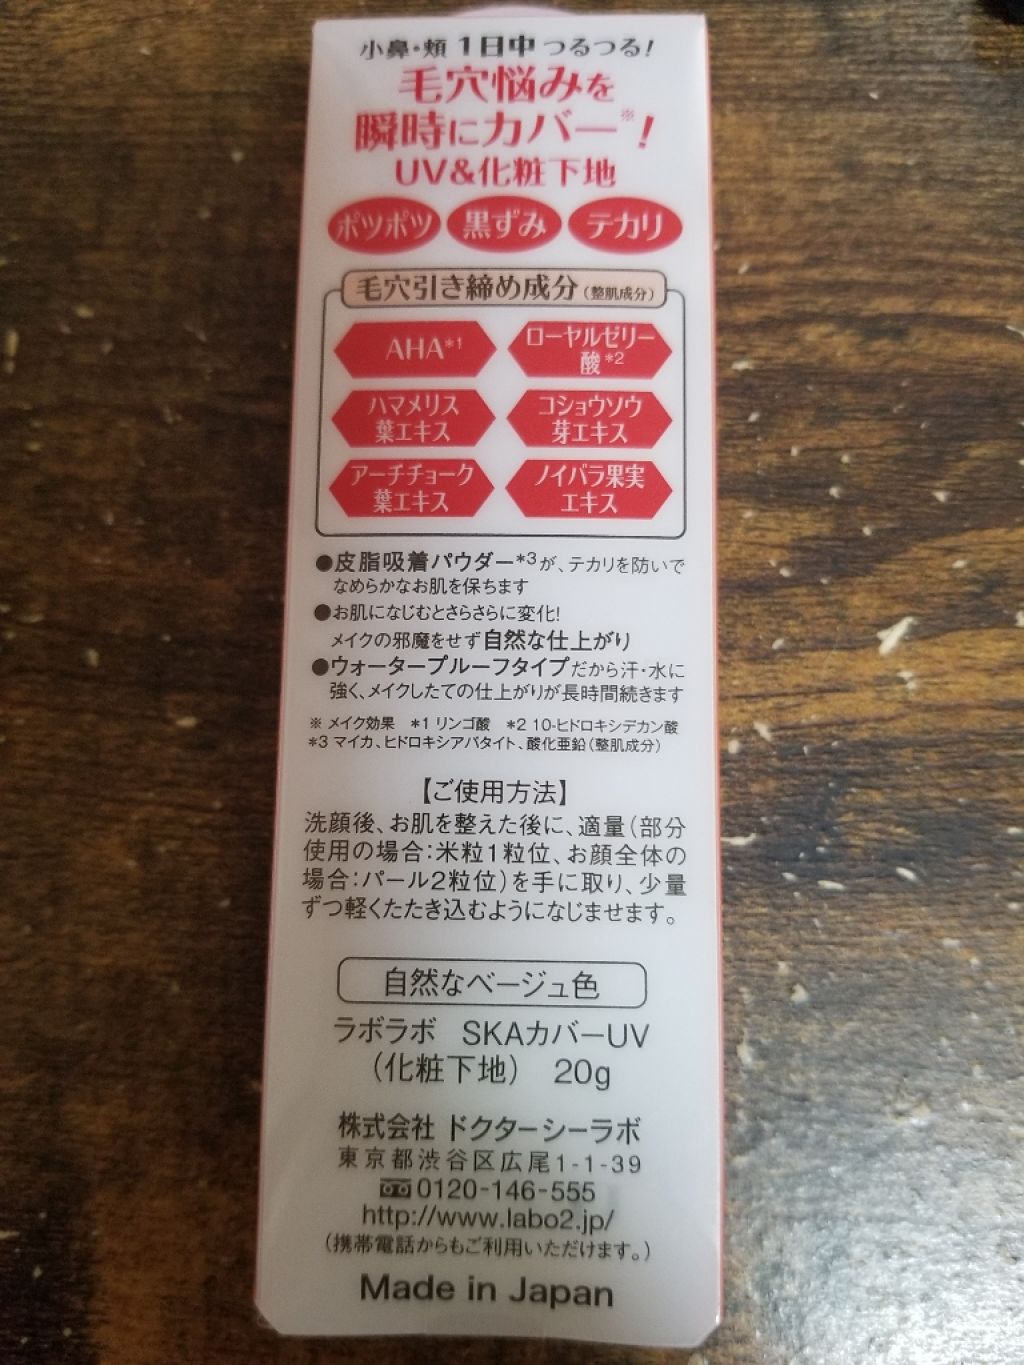 小鼻・頬 1日中 つるつる!
毛穴悩みを
瞬時にカバー※!
UV&化粧下地
ポツポツ 黒ずみ テカリ
毛穴引き締め成分(整肌成分)
AHA*1 ローヤルゼリー
酸*2
ハマメリス コショウソウ
葉エキス 芽エキス
アーチチョーク ノイバラ果実
葉エキス エキス
●皮脂吸着パウダー*3が、テカリを防いで
なめらかなお肌を保ちます
●お肌になじむとさらさらに変化!
メイクの邪魔をせず自然な仕上がり
●ウォータープルーフタイプだから汗・水に
強く、メイクしたての仕上がりが長時間続きます
※ メイク効果 *1 リンゴ酸 *2 10-ヒドロキシデカン酸
*3 マイカ、ヒドロキシアパタイト、酸化亜鉛(整肌成分)
【ご使用方法】
洗顔後、お肌を整えた後に、適量(部分
使用の場合:米粒1粒位、お顔全体の
場合:パール2粒位)を手に取り、少量
ずつ軽くたたき込むようになじませます。
自然なベージュ色
ラボラボ SKAカバーUV
(化粧下地) 20g
株式会社 ドクターシーラボ
東京都渋谷区広尾1-1-39
0120-146-555
http://www.labo2.jp/
(携帯電話からもご利用いただけます。)
Made in Japan